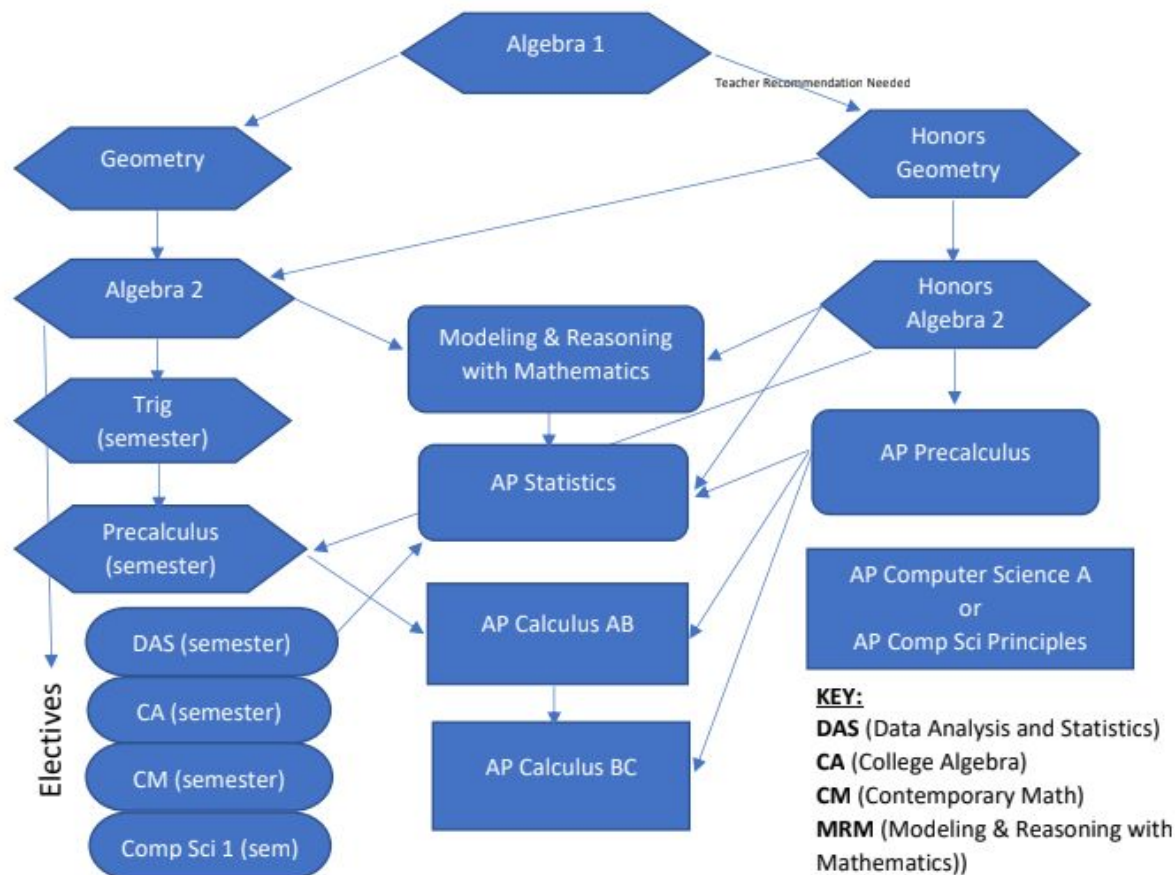 Algebra 1
Teacher Recommendation Needed
Geometry
Honors
Geometry
Algebra 2
Honors
Algebra 2
Modeling & Reasoning
with Mathematics
Trig
(semester)
AP Statistics
AP Precalculus
Precalculus
(semester)
AP Computer Science A
or
AP Comp Sci Principles
AP Calculus AB
DAS (semester)
CA (semester)
CM (semester)
Comp Sci 1 (sem)
Electives
AP Calculus BC
KEY:
DAS (Data Analysis and Statistics)
CA (College Algebra)
CM (Contemporary Math)
MRM (Modeling & Reasoning with
Mathematics))